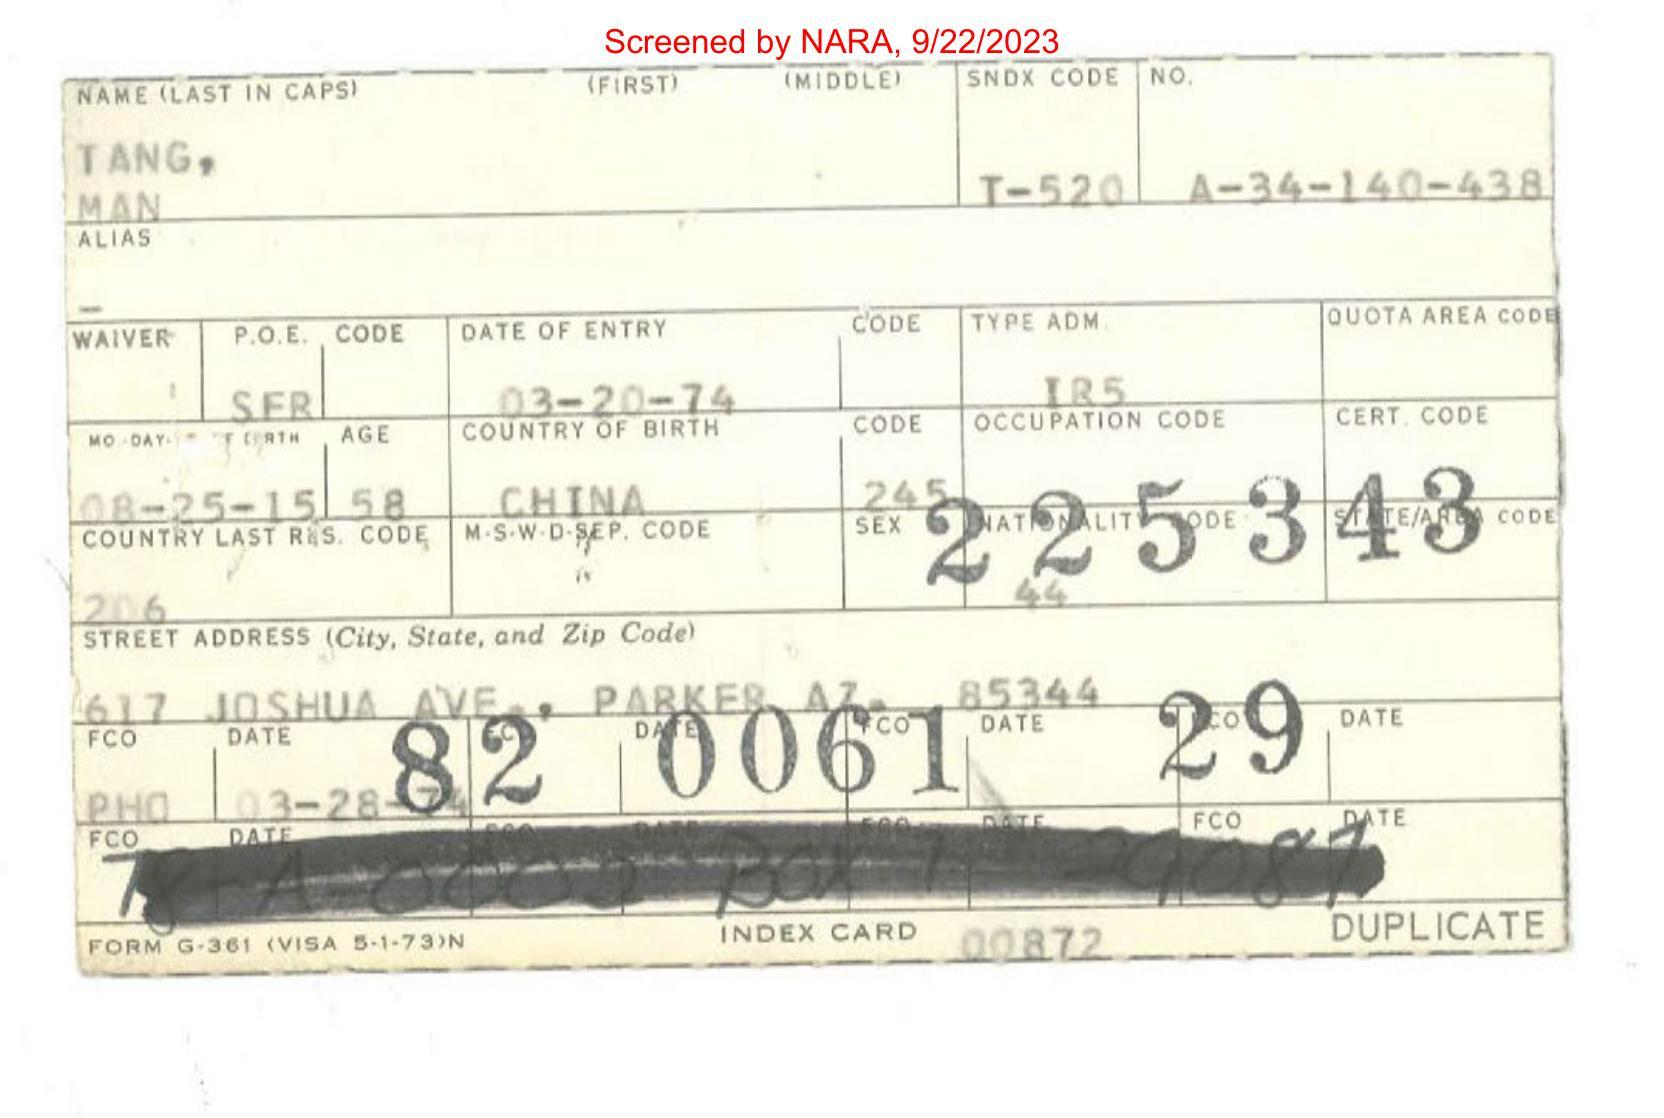 Screened by NARA, 9/22/2023
NAME (LAST IN CAPS) (FIRST) (MIDDLE) SNDX CODE NO.
TANG,
MAN T-520 A-34-140-438
ALIAS
–
WAIVER P.O.E. CODE DATE OF ENTRY CODE TYPE ADM. QUOTA AREA CODE
SFR 03-20-74 IR5
MO-DAY- BIRTH AGE COUNTRY OF BIRTH CODE OCCUPATION CODE CERT. CODE
08-25-15 58 CHINA 245
225343
COUNTRY LAST RES. CODE M-S-W-D-SEP. CODE SEX NATIONALITY CODE STATE/AREA CODE
206 44
STREET ADDRESS (City, State, and Zip Code)
617 JOSHUA AVE., PARKER AZ. 85344
FCO DATE FCO DATE FCO DATE FCO DATE
82 0061 29
PHO 03-28-74
FCO DATE FCO DATE FCO DATE FCO DATE
FORM G-361 (VISA 5-1-73)N INDEX CARD 00872 DUPLICATE